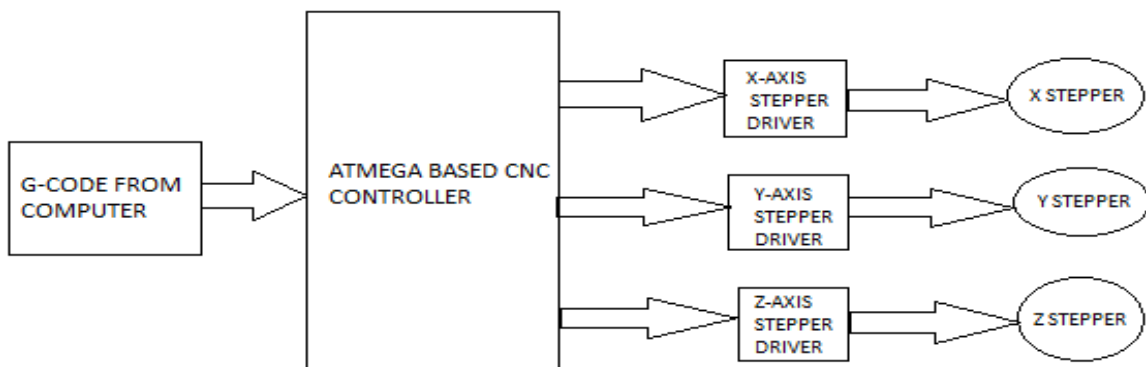 G-CODE FROM
COMPUTER
ATMEGA BASED CNC
CONTROLLER
X-AXIS
STEPPER
DRIVER
X STEPPER
Y-AXIS
STEPPER
DRIVER
Y STEPPER
Z-AXIS
STEPPER
DRIVER
Z STEPPER